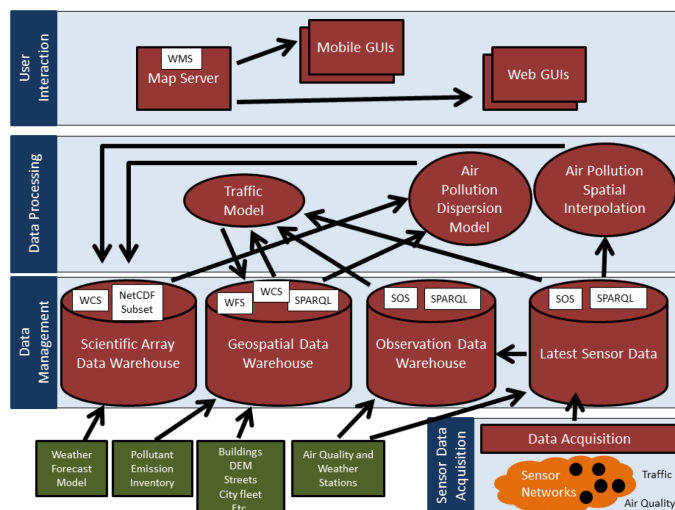 User
Interaction
WMS
Map Server
Mobile GUIs
Web GUIs
Data Processing
Traffic
Model
Air
Pollution
Dispersion
Model
Air Pollution
Spatial
Interpolation
Data
Management
WCS
NetCDF
Subset
Scientific Array
Data Warehouse
WFS
WCS
SPARQL
Geospatial Data
Warehouse
SOS
SPARQL
Observation Data
Warehouse
SOS
SPARQL
Latest Sensor Data
Weather
Forecast
Model
Pollutant
Emission
Inventory
Buildings
DEM
Streets
City fleet
Etc
Air Quality and
Weather
Stations
Sensor Data
Acquisition
Data Acquisition
Sensor
Networks
Traffic
Air Quality